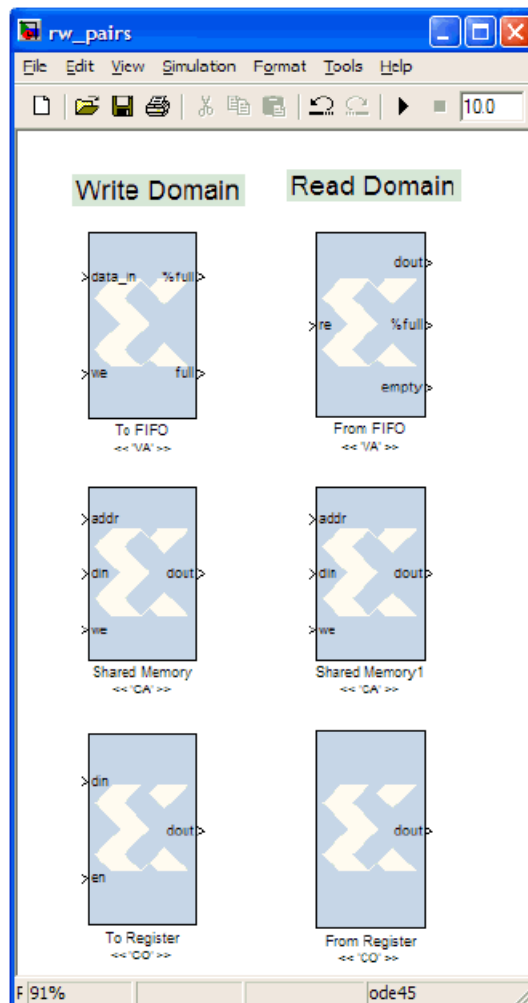 rw_pairs
File Edit View Simulation Format Tools Help
10.0
Write Domain
Read Domain
data_in
%full
we
full
To FIFO
<< 'VA' >>
dout
re
%full
empty
From FIFO
<< 'VA' >>
addr
din
dout
we
Shared Memory
<< 'CA' >>
addr
din
dout
we
Shared Memory1
<< 'CA' >>
din
dout
en
To Register
<< 'CO' >>
dout
From Register
<< 'CO' >>
F 91%
ode45